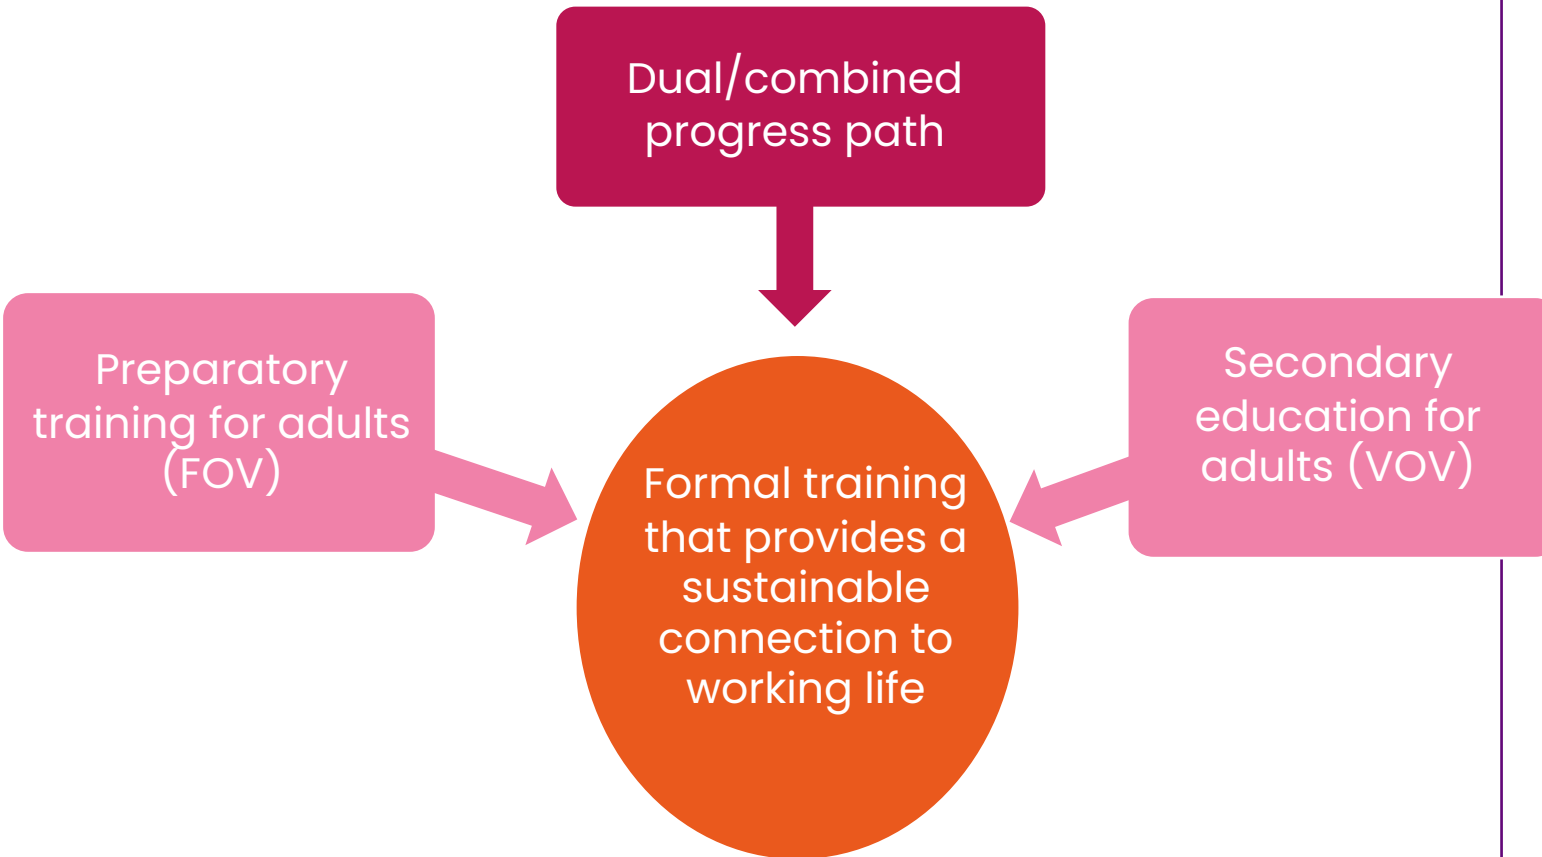 Dual/combined
progress path
Preparatory
training for adults
(FOV)
Secondary
education for
adults (VOV)
Formal training
that provides a
sustainable
connection to
working life